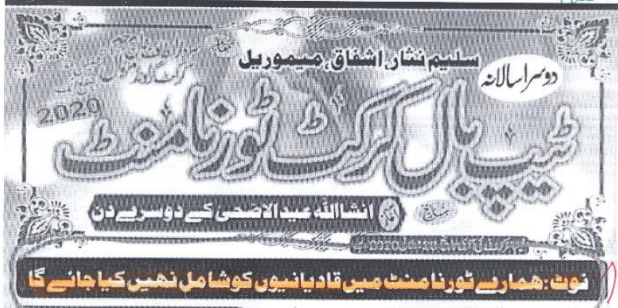 دوسرا سالانہ
سلیم نثار، اشفاق، میموریل
2020
ٹیپ بال کرکٹ ٹورنامنٹ
انشااللہ عیدالاضحیٰ کے دوسرے دن
نوٹ: ہمارے ٹورنامنٹ میں قادیانیوں کو شامل نہیں کیا جائے گا